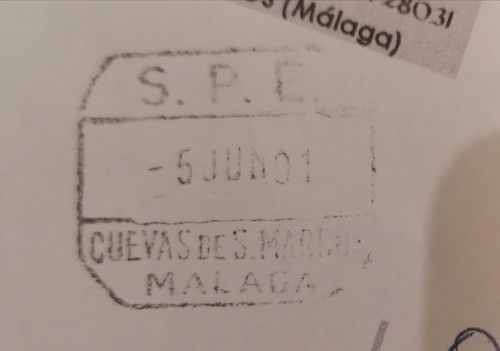 28031
(Málaga)
S. P. E.
- 5 JUN 01
CUEVAS DE S. MARCOS
MALAGA